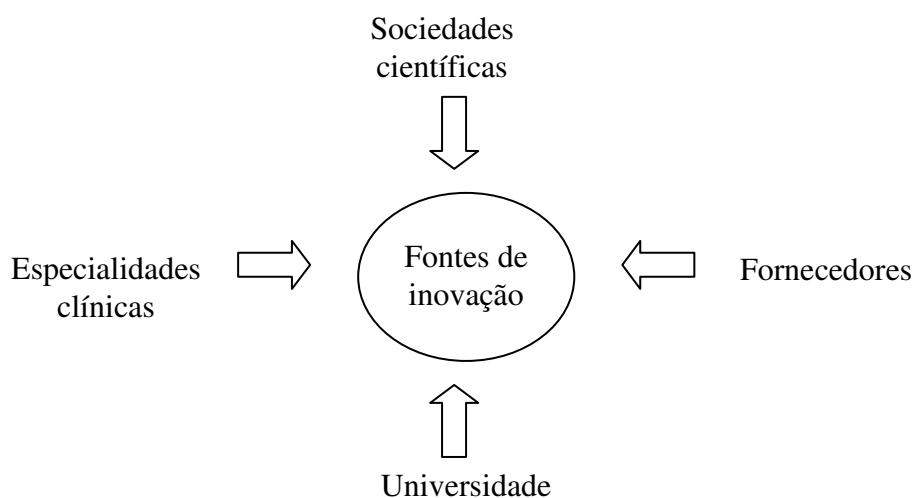 Sociedades
científicas
Especialidades
clínicas
Fontes de
inovação
Fornecedores
Universidade